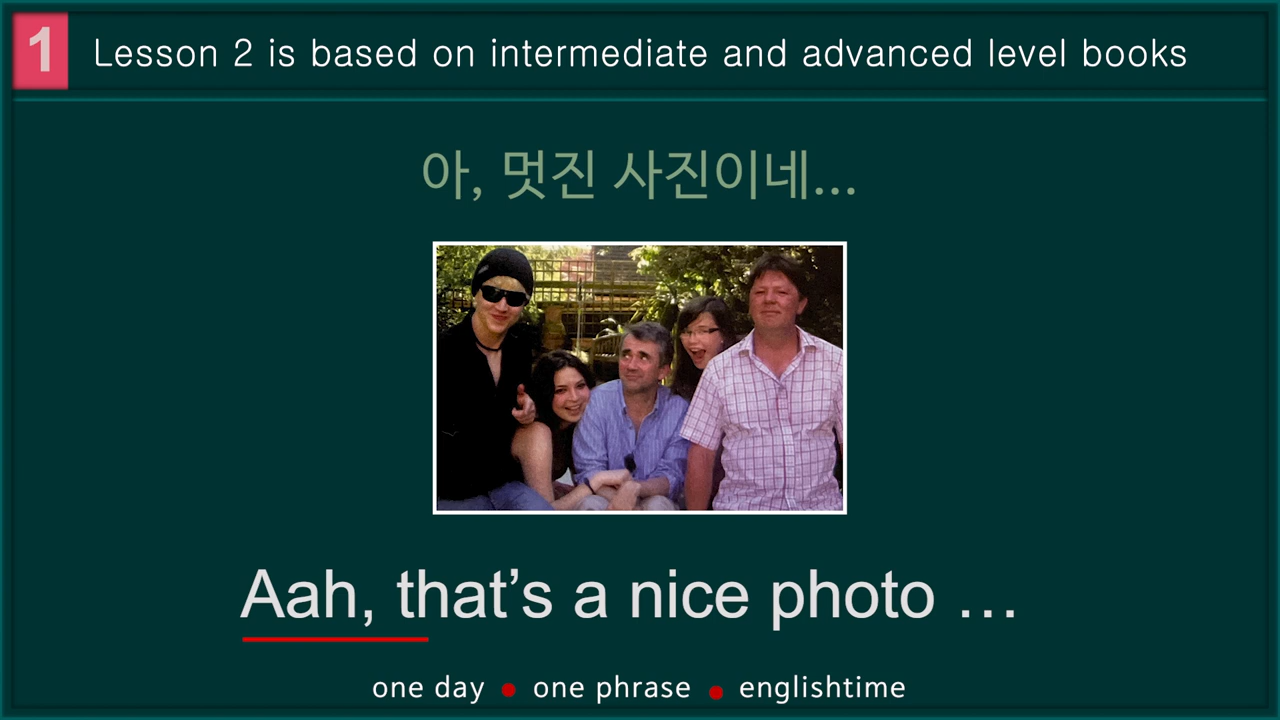 1
Lesson 2 is based on intermediate and advanced level books
아, 멋진 사진이네...
Aah, that’s a nice photo …
one day • one phrase • englishtime